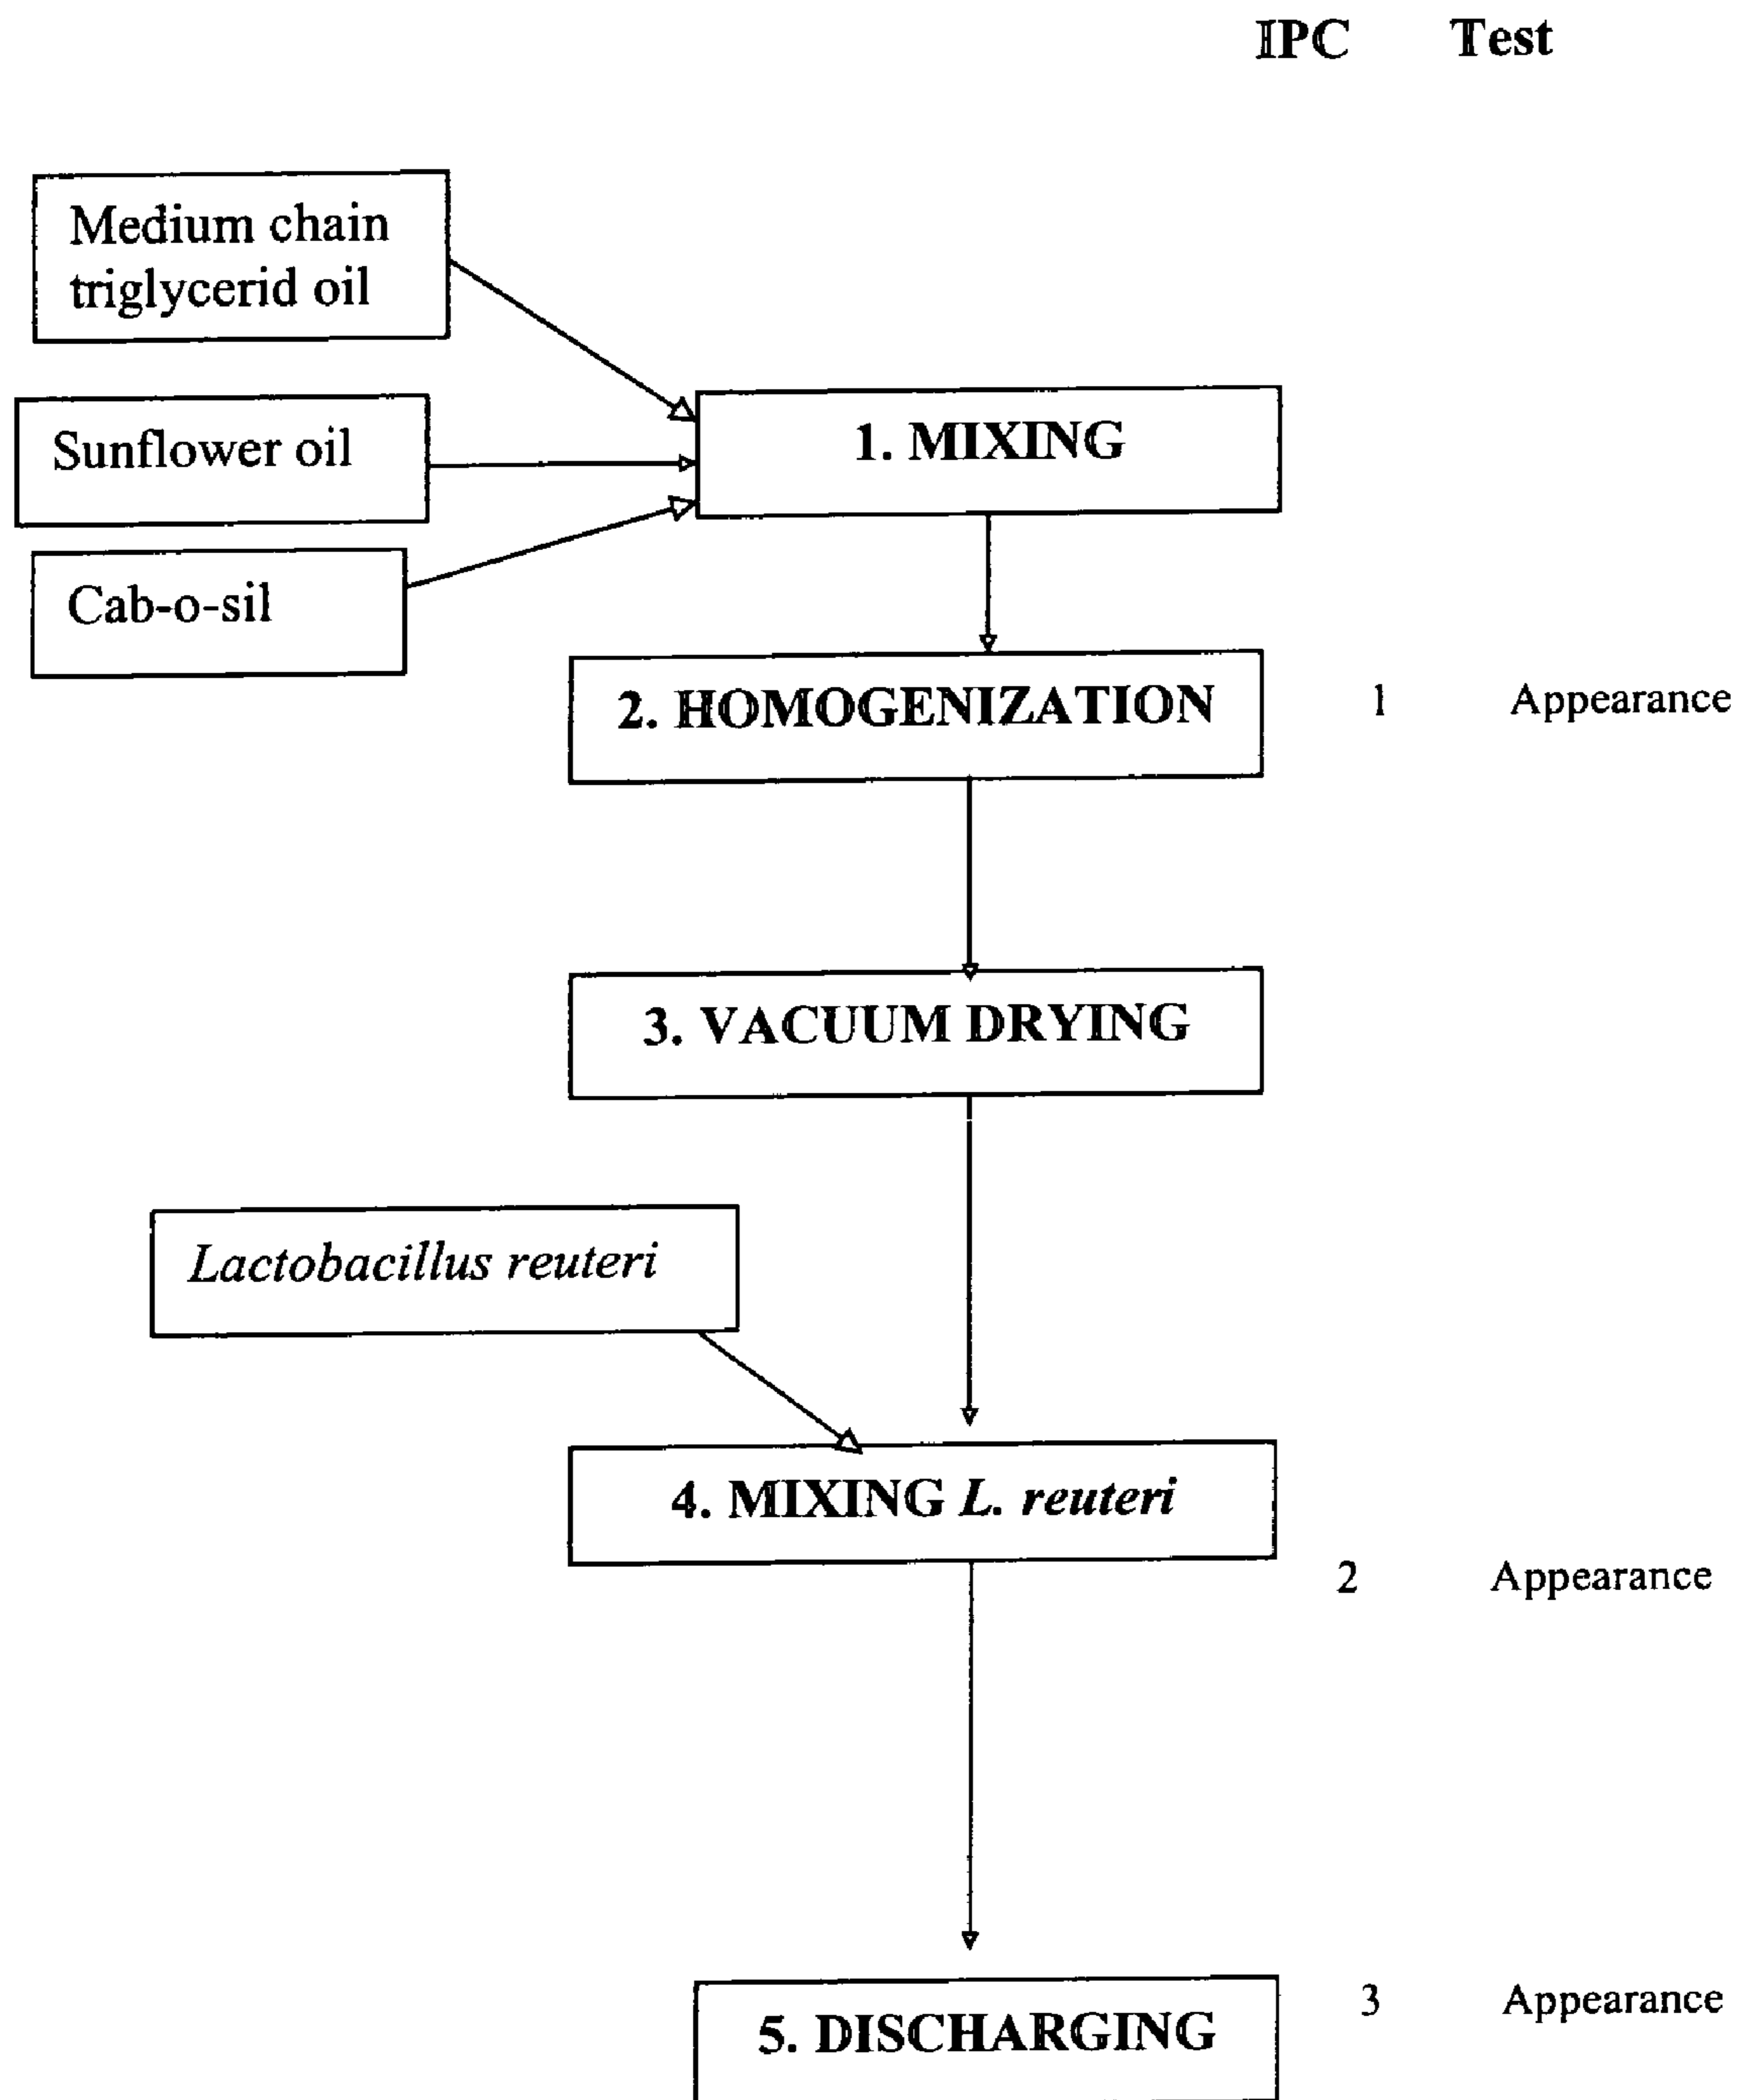 IPC Test
Medium chain
triglycerid oil
Sunflower oil
1. MIXING
Cab-o-sil
2. HOMOGENIZATION
1 Appearance
3. VACUUM DRYING
Lactobacillus reuteri
4. MIXING L. reuteri
2 Appearance
5. DISCHARGING
3 Appearance